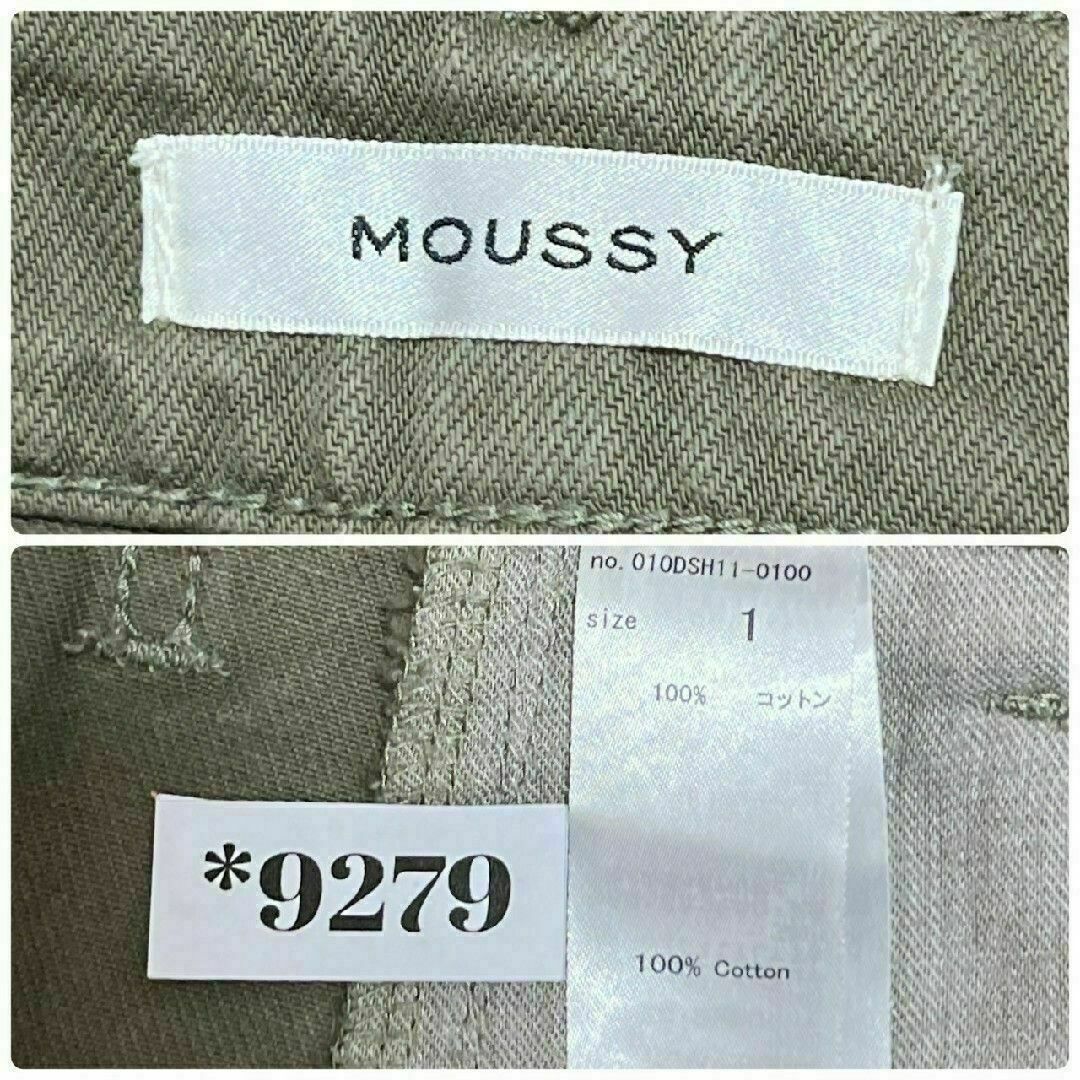 MOUSSY
no. 010DSH11-0100
size 1
100% コットン
*9279
100% Cotton